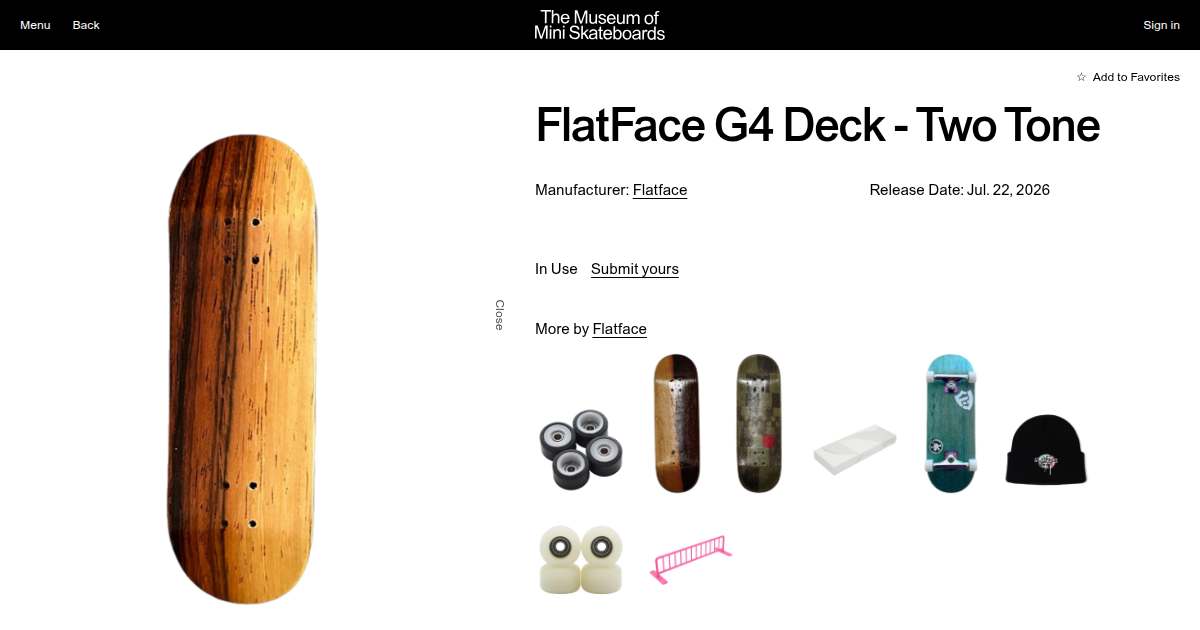 Menu
Back
The Museum of
Mini Skateboards
Sign in
☆ Add to Favorites
FlatFace G4 Deck - Two Tone
Manufacturer: Flatface
Release Date: Jul. 22, 2026
In Use
Submit yours
Close
More by Flatface